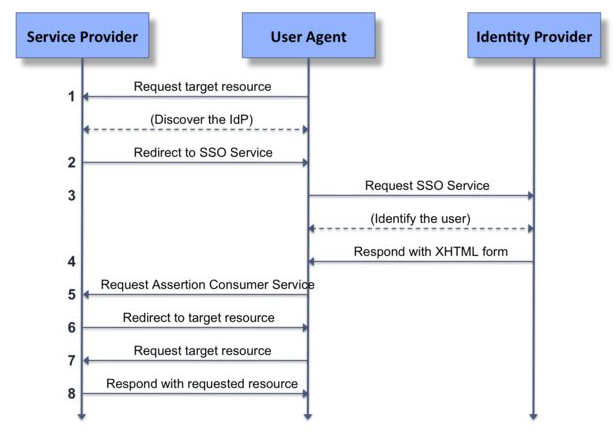 Service Provider
User Agent
Identity Provider
1
Request target resource
(Discover the IdP)
2
Redirect to SSO Service
3
Request SSO Service
(Identify the user)
4
Respond with XHTML form
5
Request Assertion Consumer Service
6
Redirect to target resource
7
Request target resource
8
Respond with requested resource